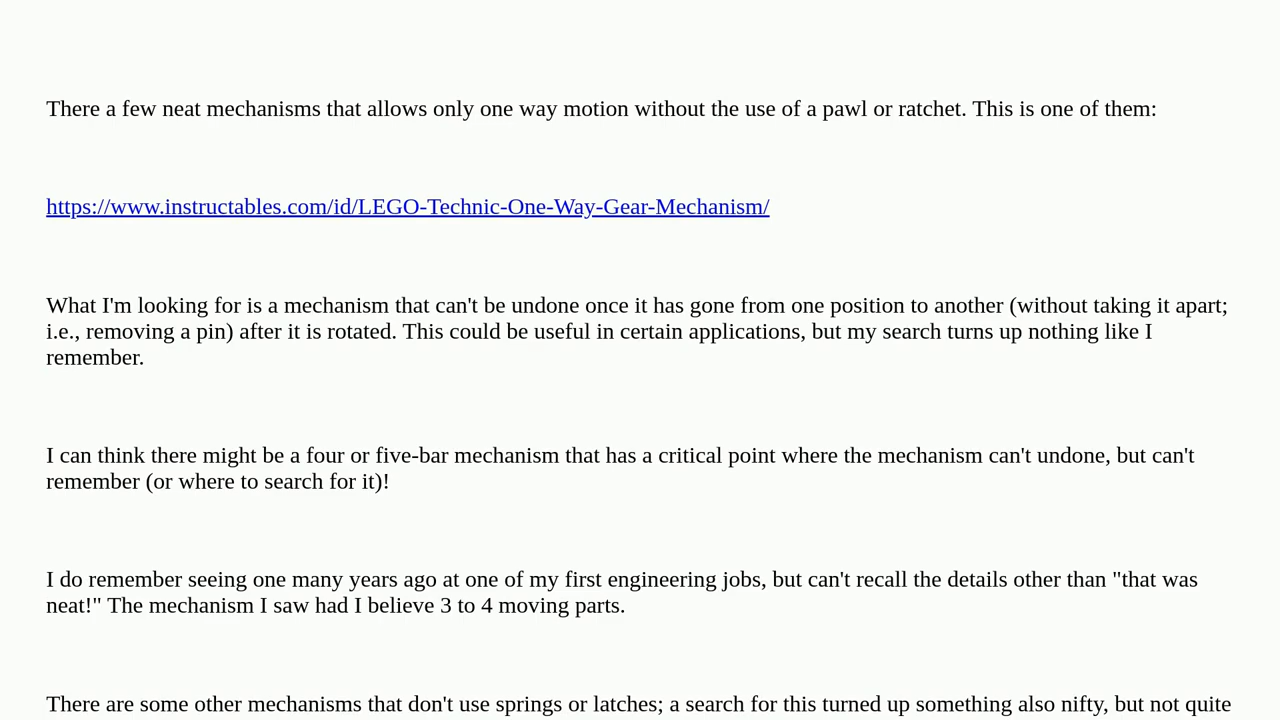 There a few neat mechanisms that allows only one way motion without the use of a pawl or ratchet. This is one of them:
https://www.instructables.com/id/LEGO-Technic-One-Way-Gear-Mechanism/
What I'm looking for is a mechanism that can't be undone once it has gone from one position to another (without taking it apart;
i.e., removing a pin) after it is rotated. This could be useful in certain applications, but my search turns up nothing like I
remember.
I can think there might be a four or five-bar mechanism that has a critical point where the mechanism can't undone, but can't
remember (or where to search for it)!
I do remember seeing one many years ago at one of my first engineering jobs, but can't recall the details other than "that was
neat!" The mechanism I saw had I believe 3 to 4 moving parts.
There are some other mechanisms that don't use springs or latches; a search for this turned up something also nifty, but not quite